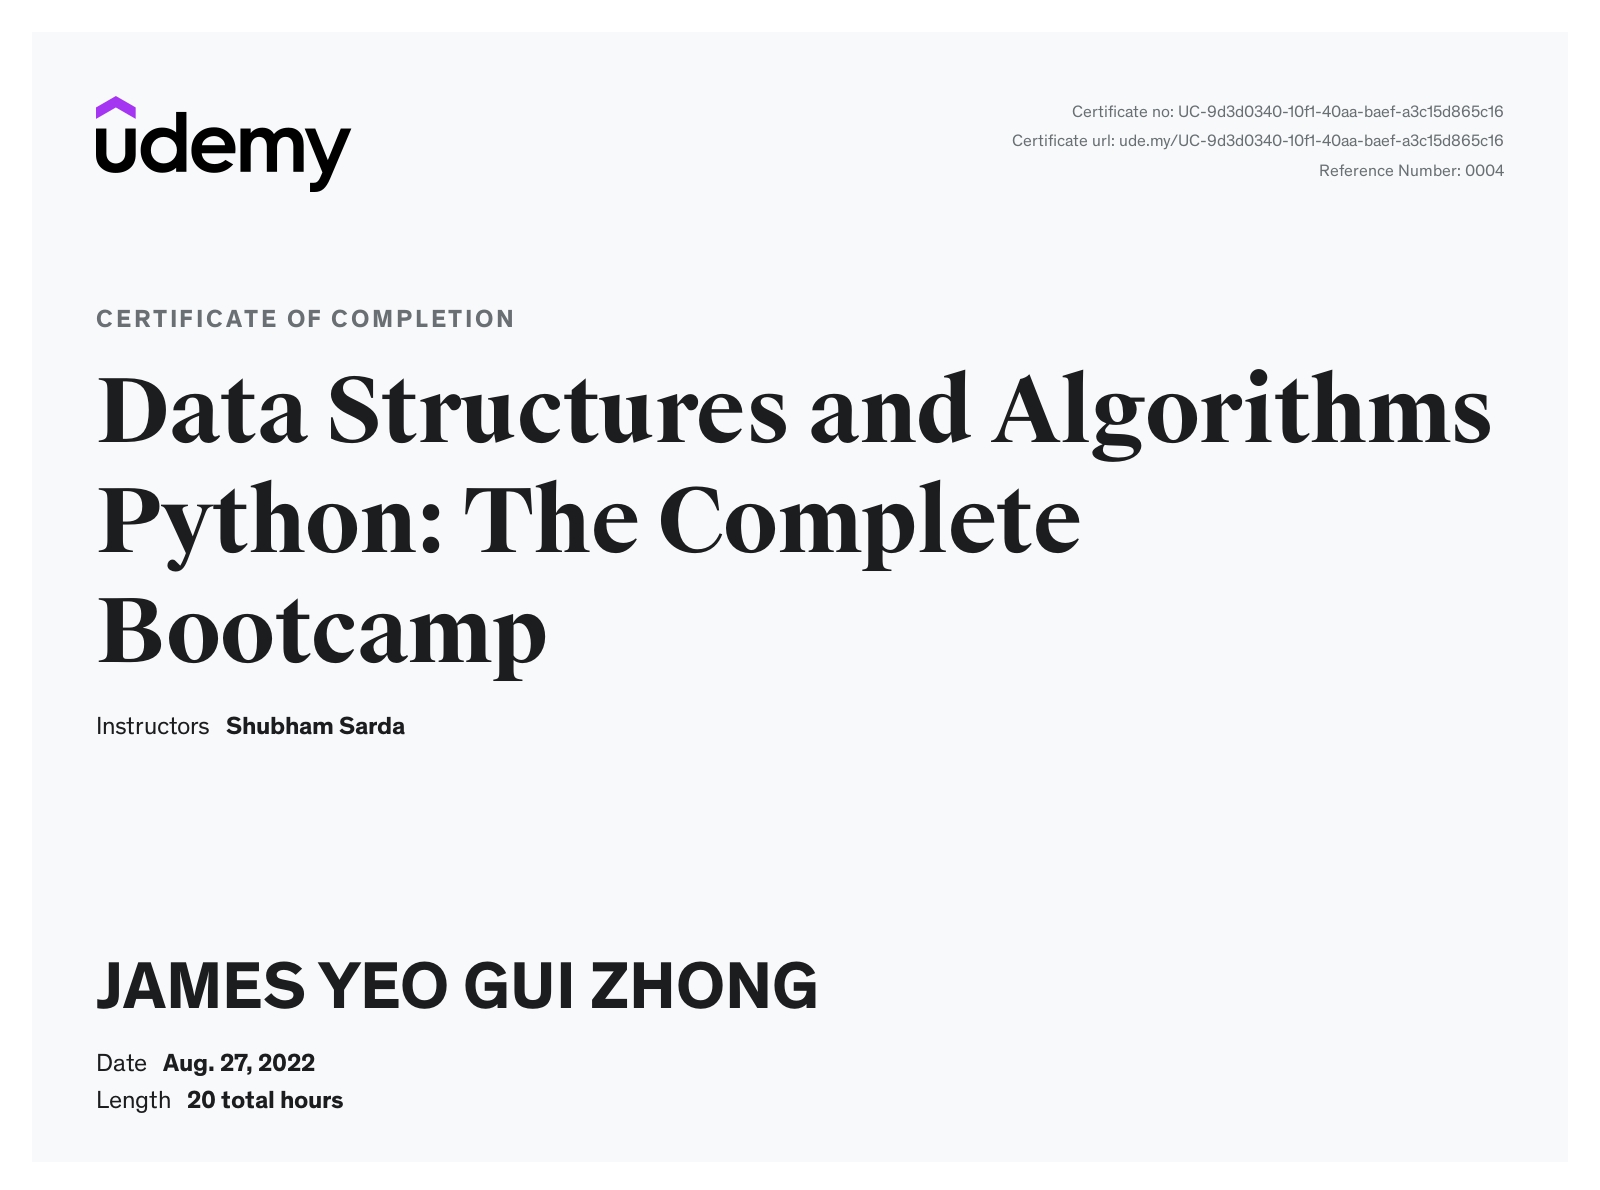 udemy
Certificate no: UC-9d3d0340-10f1-40aa-baef-a3c15d865c16
Certificate url: ude.my/UC-9d3d0340-10f1-40aa-baef-a3c15d865c16
Reference Number: 0004
CERTIFICATE OF COMPLETION
Data Structures and Algorithms
Python: The Complete
Bootcamp
Instructors Shubham Sarda
JAMES YEO GUI ZHONG
Date Aug. 27, 2022
Length 20 total hours